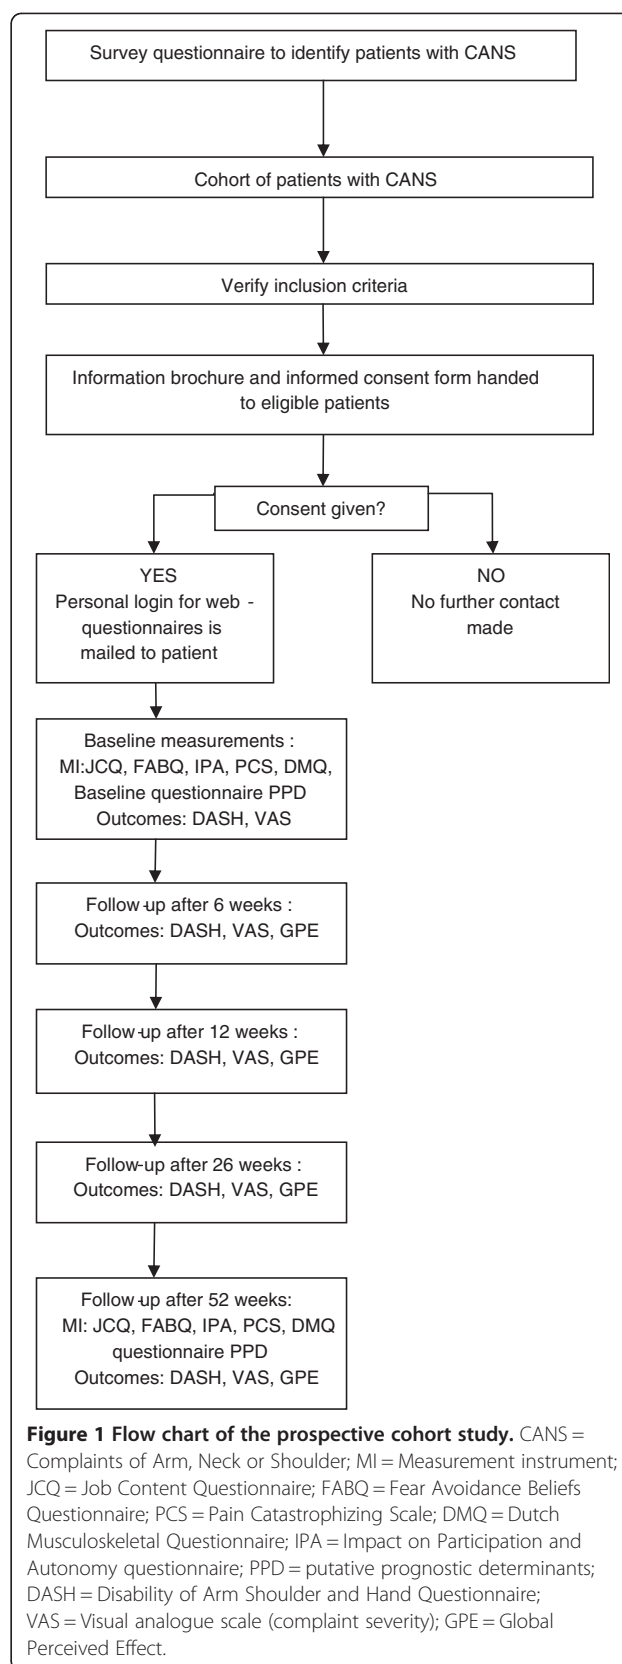 Survey questionnaire to identify patients with CANS
Cohort of patients with CANS
Verify inclusion criteria
Information brochure and informed consent form handed
to eligible patients
Consent given?
YES
Personal login for web -
questionnaires is
mailed to patient
NO
No further contact
made
Baseline measurements :
MI:JCQ, FABQ, IPA, PCS, DMQ,
Baseline questionnaire PPD
Outcomes: DASH, VAS
Follow-up after 6 weeks :
Outcomes: DASH, VAS, GPE
Follow-up after 12 weeks :
Outcomes: DASH, VAS, GPE
Follow-up after 26 weeks :
Outcomes: DASH, VAS, GPE
Follow-up after 52 weeks:
MI: JCQ, FABQ, IPA, PCS, DMQ
questionnaire PPD
Outcomes: DASH, VAS, GPE
Figure 1 Flow chart of the prospective cohort study. CANS =
Complaints of Arm, Neck or Shoulder; MI = Measurement instrument;
JCQ = Job Content Questionnaire; FABQ = Fear Avoidance Beliefs
Questionnaire; PCS = Pain Catastrophizing Scale; DMQ = Dutch
Musculoskeletal Questionnaire; IPA = Impact on Participation and
Autonomy questionnaire; PPD = putative prognostic determinants;
DASH = Disability of Arm Shoulder and Hand Questionnaire;
VAS = Visual analogue scale (complaint severity); GPE = Global
Perceived Effect.